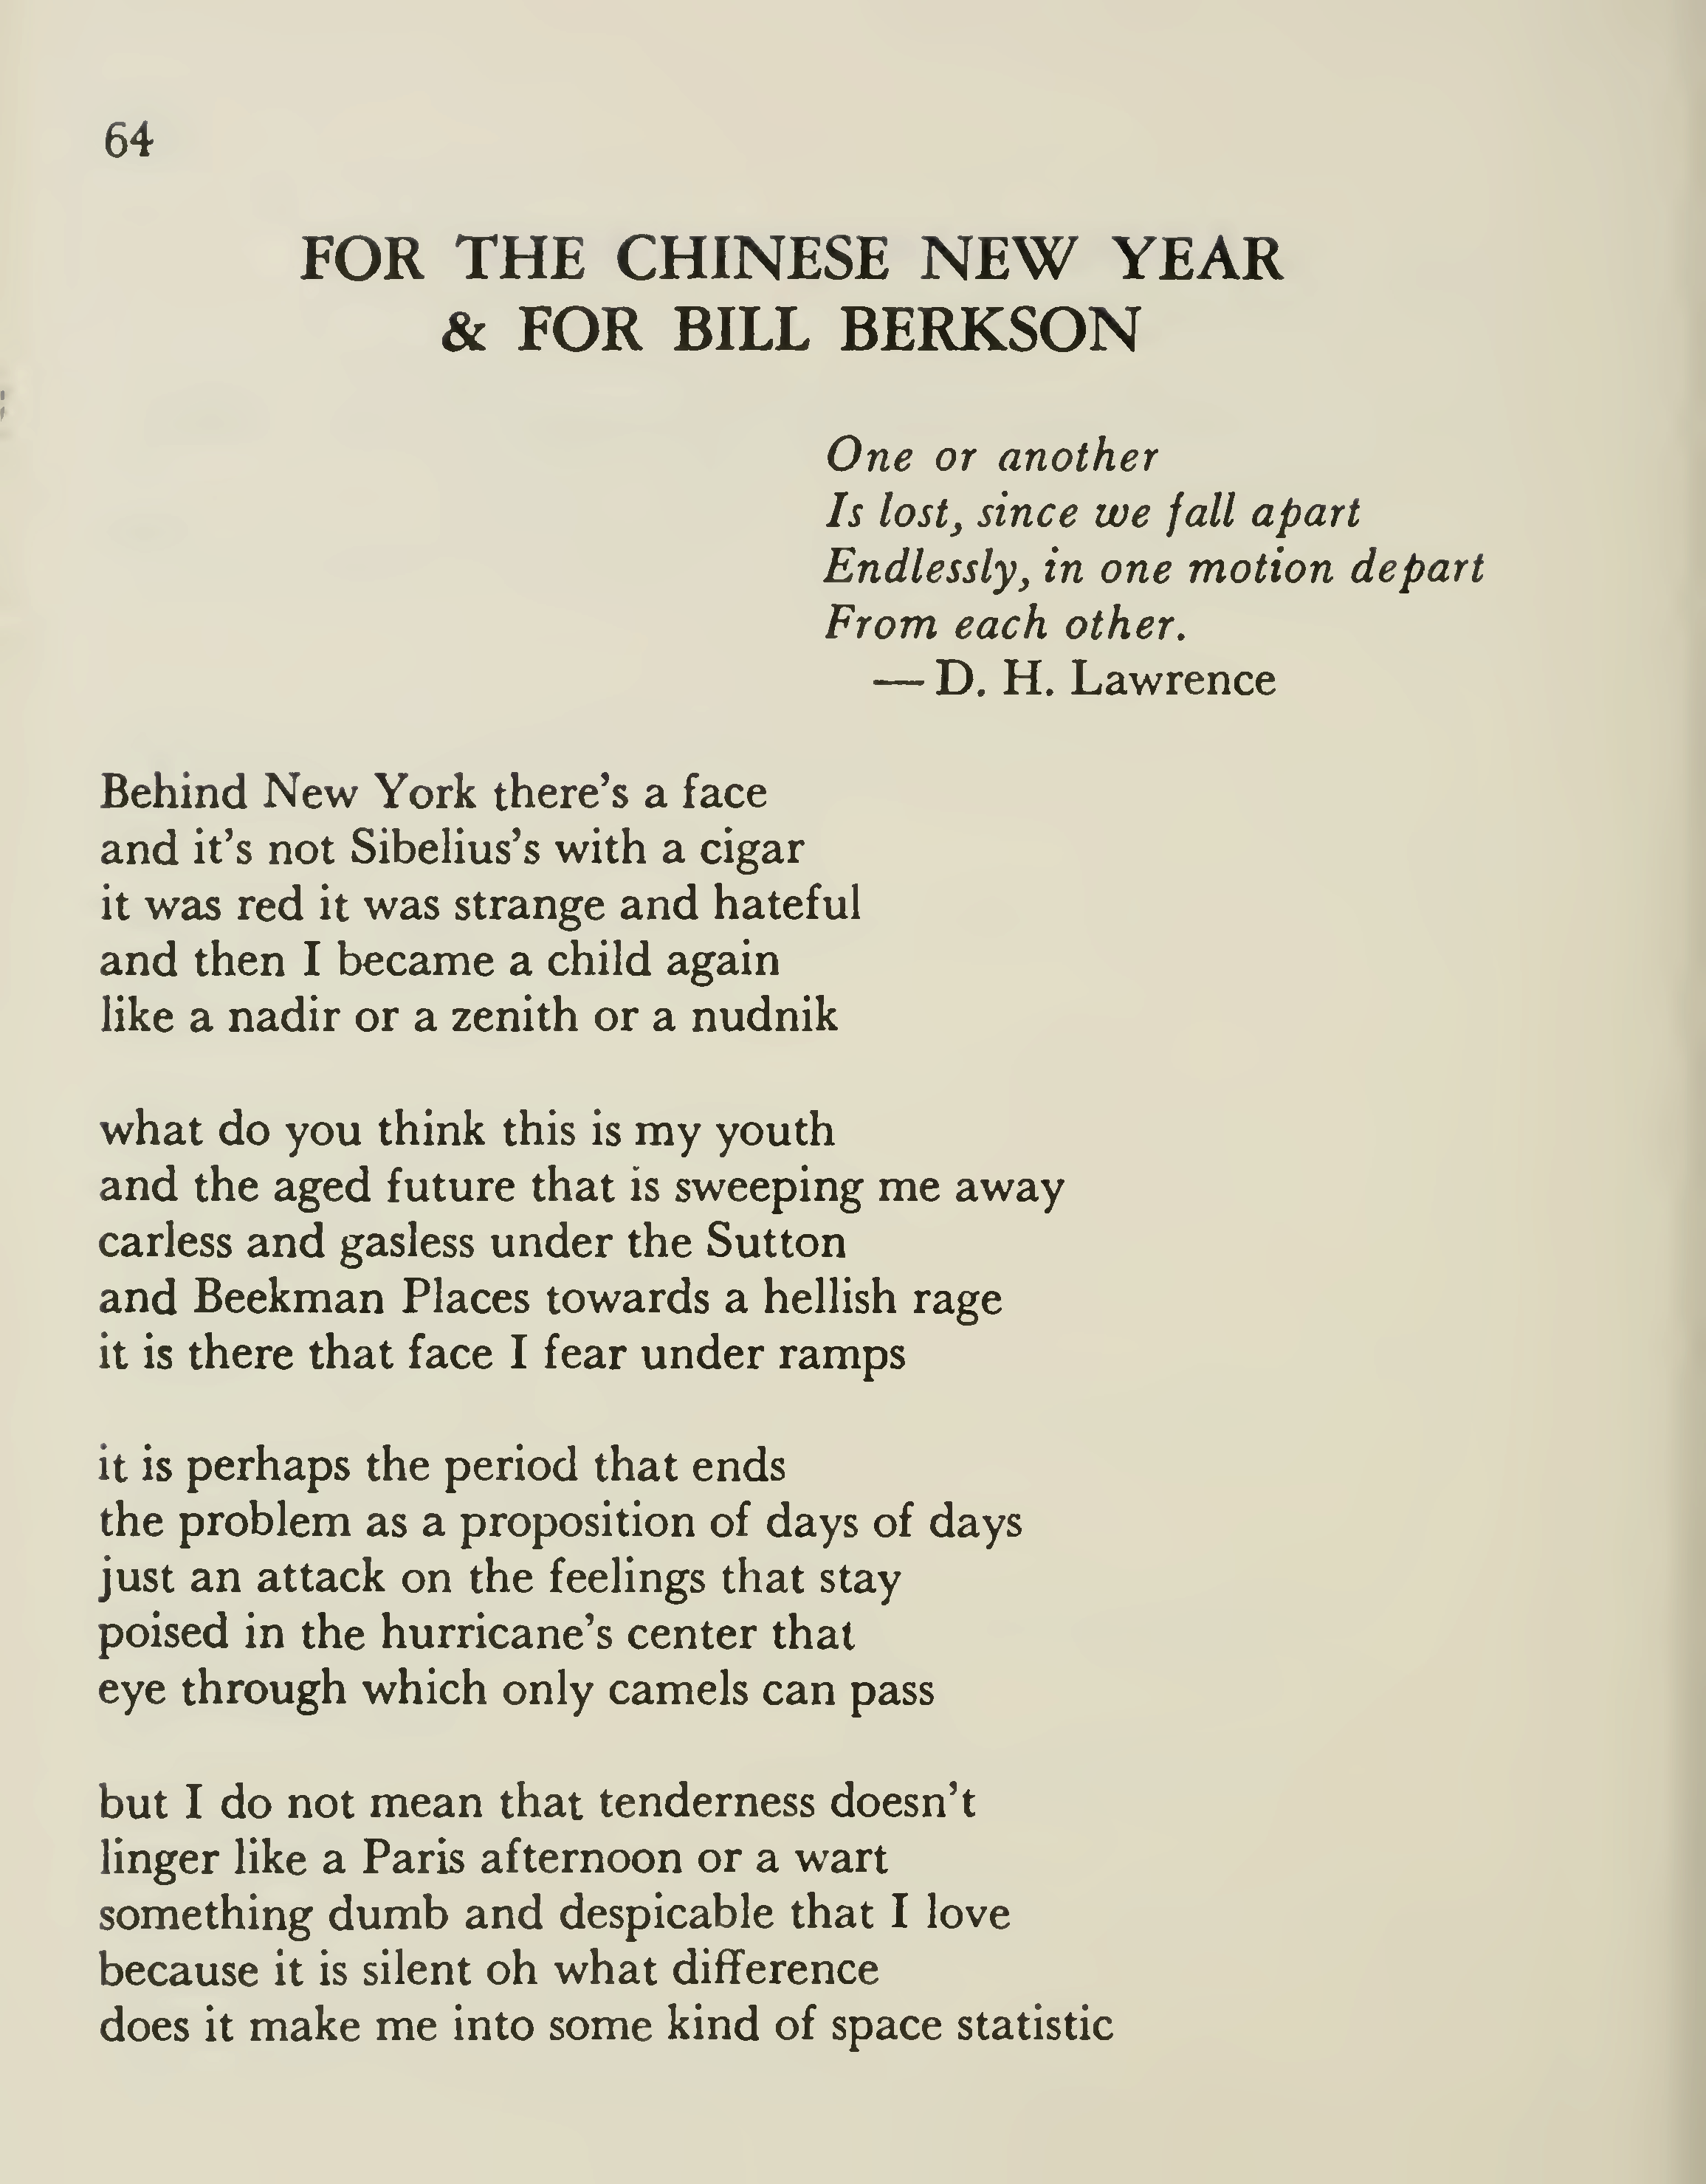 64
FOR THE CHINESE NEW YEAR
& FOR BILL BERKSON
One or another
Is lost, since we fall apart
Endlessly, in one motion depart
From each other.
— D. H. Lawrence
Behind New York there's a face
and it's not Sibelius's with a cigar
it was red it was strange and hateful
and then I became a child again
like a nadir or a zenith or a nudnik
what do you think this is my youth
and the aged future that is sweeping me away
carless and gasless under the Sutton
and Beekman Places towards a hellish rage
it is there that face I fear under ramps
it is perhaps the period that ends
the problem as a proposition of days of days
just an attack on the feelings that stay
poised in the hurricane's center that
eye through which only camels can pass
but I do not mean that tenderness doesn't
linger like a Paris afternoon or a wart
something dumb and despicable that I love
because it is silent oh what difference
does it make me into some kind of space statistic